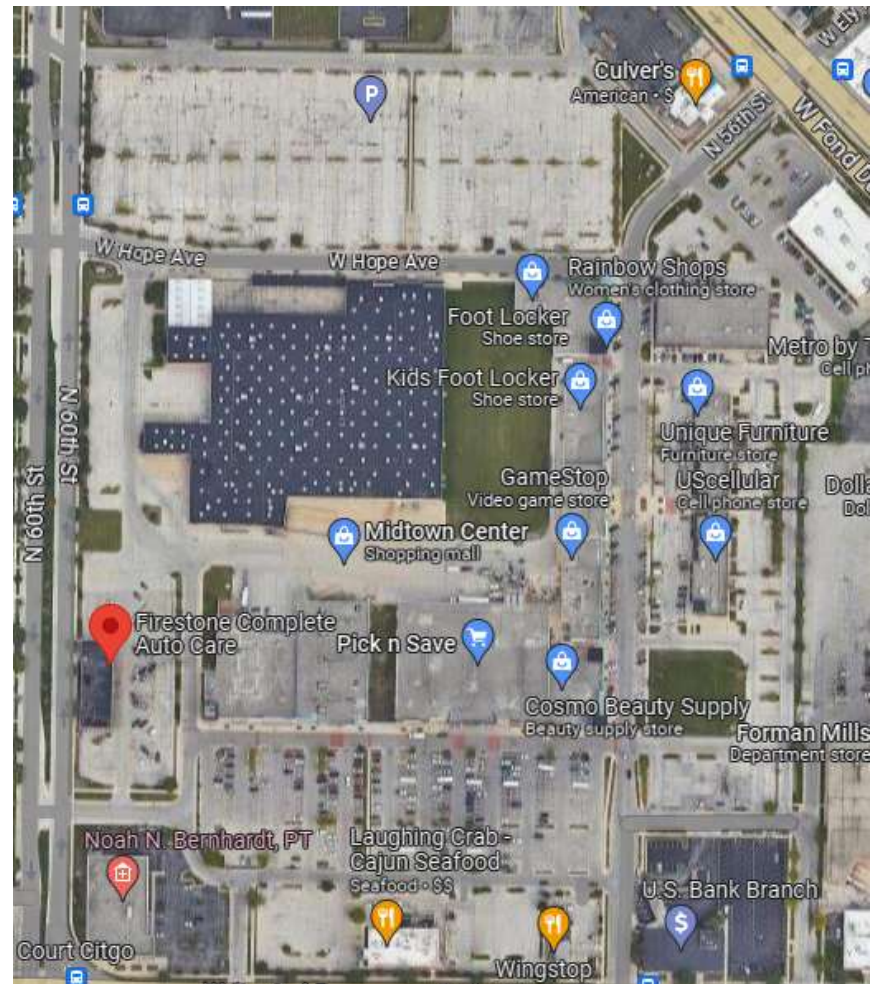 Culver's
American • $
W Ely
P
N 56th St
W Fond Du
W Hope Ave
W Hope Ave
Rainbow Shops
Women's clothing store
Foot Locker
Shoe store
Metro by T
Cell ph
Kids Foot Locker
Shoe store
N 60th St
N 60th St
Unique Furniture
Furniture store
GameStop
Video game store
UScellular
Cell phone store
Dolla
Dol
Midtown Center
Shopping mall
Firestone Complete
Auto Care
Pick n Save
Cosmo Beauty Supply
Beauty supply store
Forman Mills
Department store
Noah N. Bernhardt, PT
Laughing Crab -
Cajun Seafood
Seafood • $$
U.S. Bank Branch
$
Court Citgo
Wingstop